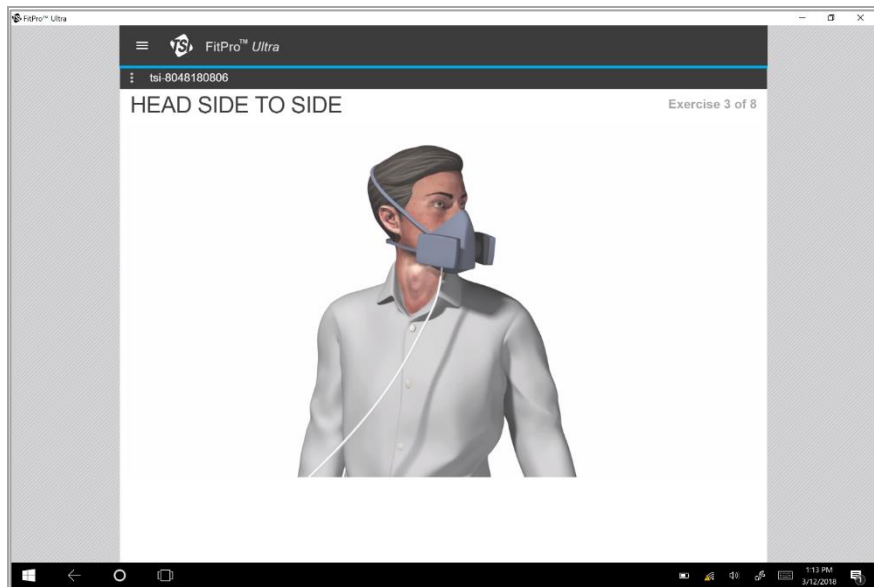 FitPro™ Ultra
TSI FitPro™ Ultra
tsi-8048180806
HEAD SIDE TO SIDE
Exercise 3 of 8
1:13 PM
3/12/2018